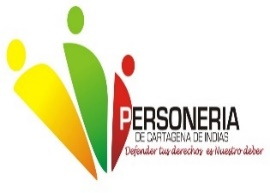 PERSONERIA
DE CARTAGENA DE INDIAS
Defender tus derechos es Nuestro deber